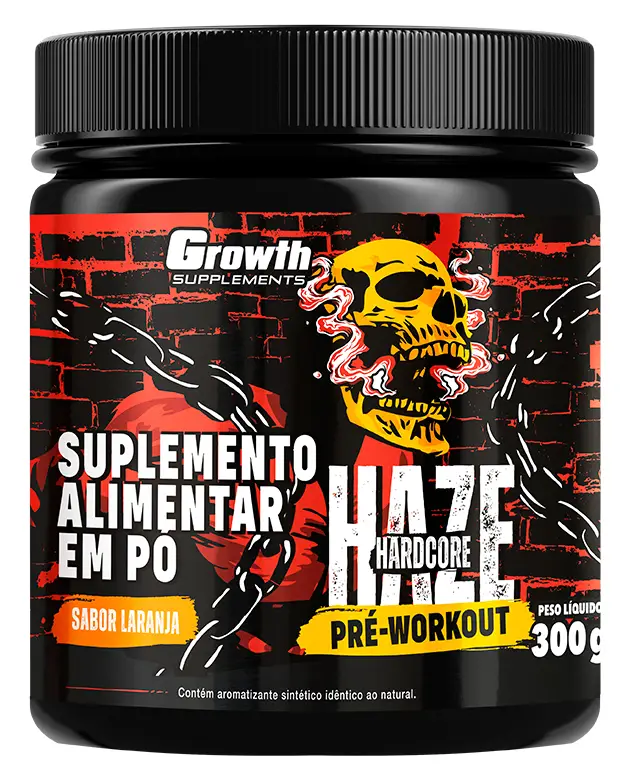 Growth
SUPPLEMENTS
SUPLEMENTO
ALIMENTAR
EM PÓ
SABOR LARANJA
HAZE
HARDCORE
PRÉ-WORKOUT
PESO LÍQUIDO
300 g
Contém aromatizante sintético idêntico ao natural.